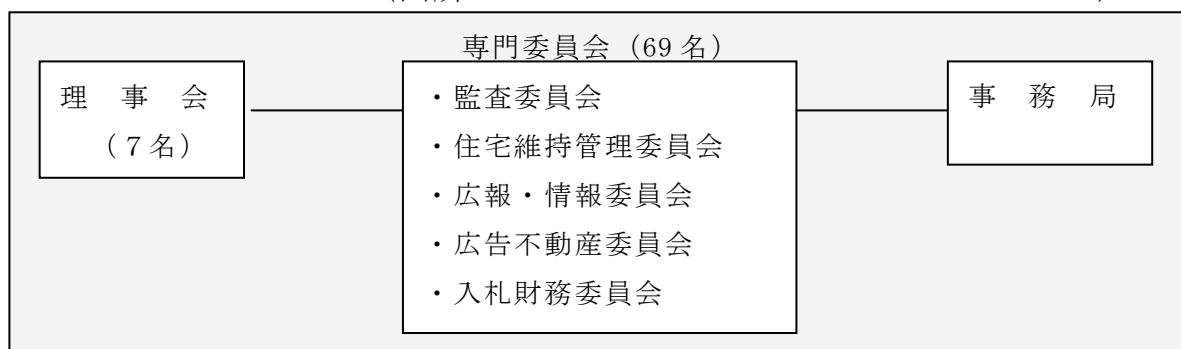 専門委員会（69名）
理　事　会
（７名）
・監査委員会
・住宅維持管理委員会
・広報・情報委員会
・広告不動産委員会
・入札財務委員会
事　務　局